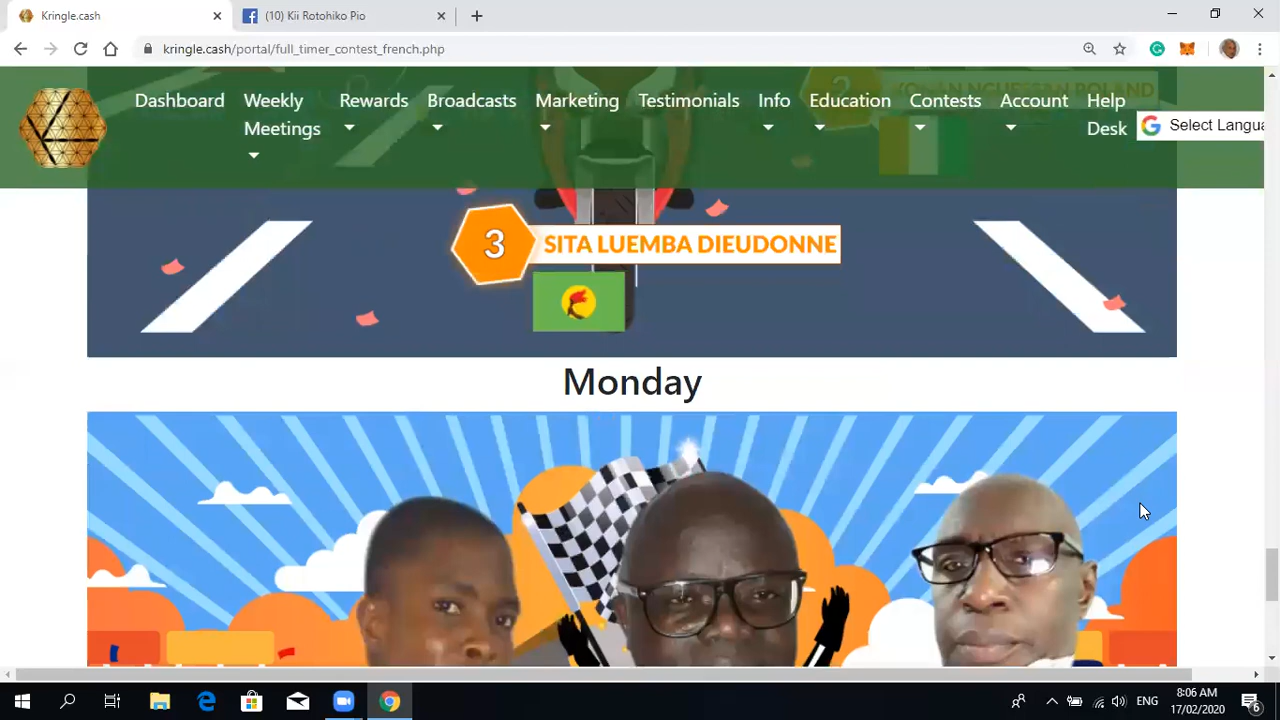 Kringle.cash
(10) Kii Rotohiko Pio
kringle.cash/portal/full_timer_contest_french.php
Dashboard
Weekly Meetings
Rewards
Broadcasts
Marketing
Testimonials
Info
Education
Contests
Account
Help Desk
Select Langua
3
SITA LUEMBA DIEUDONNE
Monday
ENG
8:06 AM
17/02/2020
6